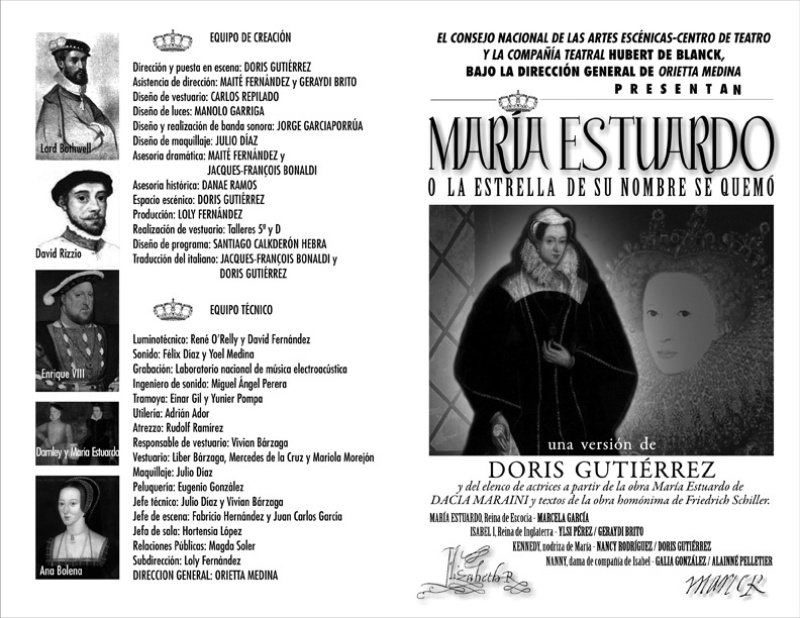 Lord Bothwell
David Rizzio
Enrique VIII
Darnley y María Estuardo
Ana Bolena
EQUIPO DE CREACIÓN
Dirección y puesta en escena: DORIS GUTIÉRREZ
Asistencia de dirección: MAITÉ FERNÁNDEZ y GERAYDI BRITO
Diseño de vestuario: CARLOS REPILADO
Diseño de luces: MANOLO GARRIGA
Diseño y realización de banda sonora: JORGE GARCIAPORRÚA
Diseño de maquillaje: JULIO DÍAZ
Asesoria dramática: MAITÉ FERNÁNDEZ y
JACQUES-FRANÇOIS BONALDI
Asesoria histórica: DANAE RAMOS
Espacio escénico: DORIS GUTIÉRREZ
Producción: LOLY FERNÁNDEZ
Realización de vestuario: Talleres 5ª y D
Diseño de programa: SANTIAGO CALKDERÓN HEBRA
Traducción del italiano: JACQUES-FRANÇOIS BONALDI y
DORIS GUTIÉRREZ
EQUIPO TÉCNICO
Luminotécnico: René O'Relly y David Fernández
Sonido: Félix Díaz y Yoel Medina
Grabación: Laboratorio nacional de música electroacústica
Ingeniero de sonido: Miguel Ángel Perera
Tramoya: Einar Gil y Yunier Pompa
Utilería: Adrián Ador
Atrezzo: Rudolf Ramírez
Responsable de vestuario: Vivian Bárzaga
Vestuario: Liber Bárzaga, Mercedes de la Cruz y Mariola Morejón
Maquillaje: Julio Díaz
Peluquería: Eugenio González
Jefe técnico: Julio Díaz y Vivian Bárzaga
Jefe de escena: Fabricio Hernández y Juan Carlos García
Jefa de sala: Hortensia López
Relaciones Públicas: Magda Soler
Subdirección: Loly Fernández
DIRECCION GENERAL: ORIETTA MEDINA
EL CONSEJO NACIONAL DE LAS ARTES ESCÉNICAS-CENTRO DE TEATRO
Y LA COMPAÑÍA TEATRAL HUBERT DE BLANCK,
BAJO LA DIRECCIÓN GENERAL DE ORIETTA MEDINA
PRESENTAN
MARÍA ESTUARDO
O LA ESTRELLA DE SU NOMBRE SE QUEMÓ
una versión de
DORIS GUTIÉRREZ
y del elenco de actrices a partir de la obra María Estuardo de
DACIA MARAINI y textos de la obra homónima de Friedrich Schiller.
MARÍA ESTUARDO, Reina de Escocia - MARCELA GARCÍA
ISABEL I, Reina de Inglaterra - YLSI PÉREZ / GERAYDI BRITO
KENNEDY, nodriza de María - NANCY RODRÍGUEZ / DORIS GUTIÉRREZ
NANNY, dama de compañía de Isabel - GALIA GONZÁLEZ / ALAINNÉ PELLETIER
Elizabeth R
MARIE R